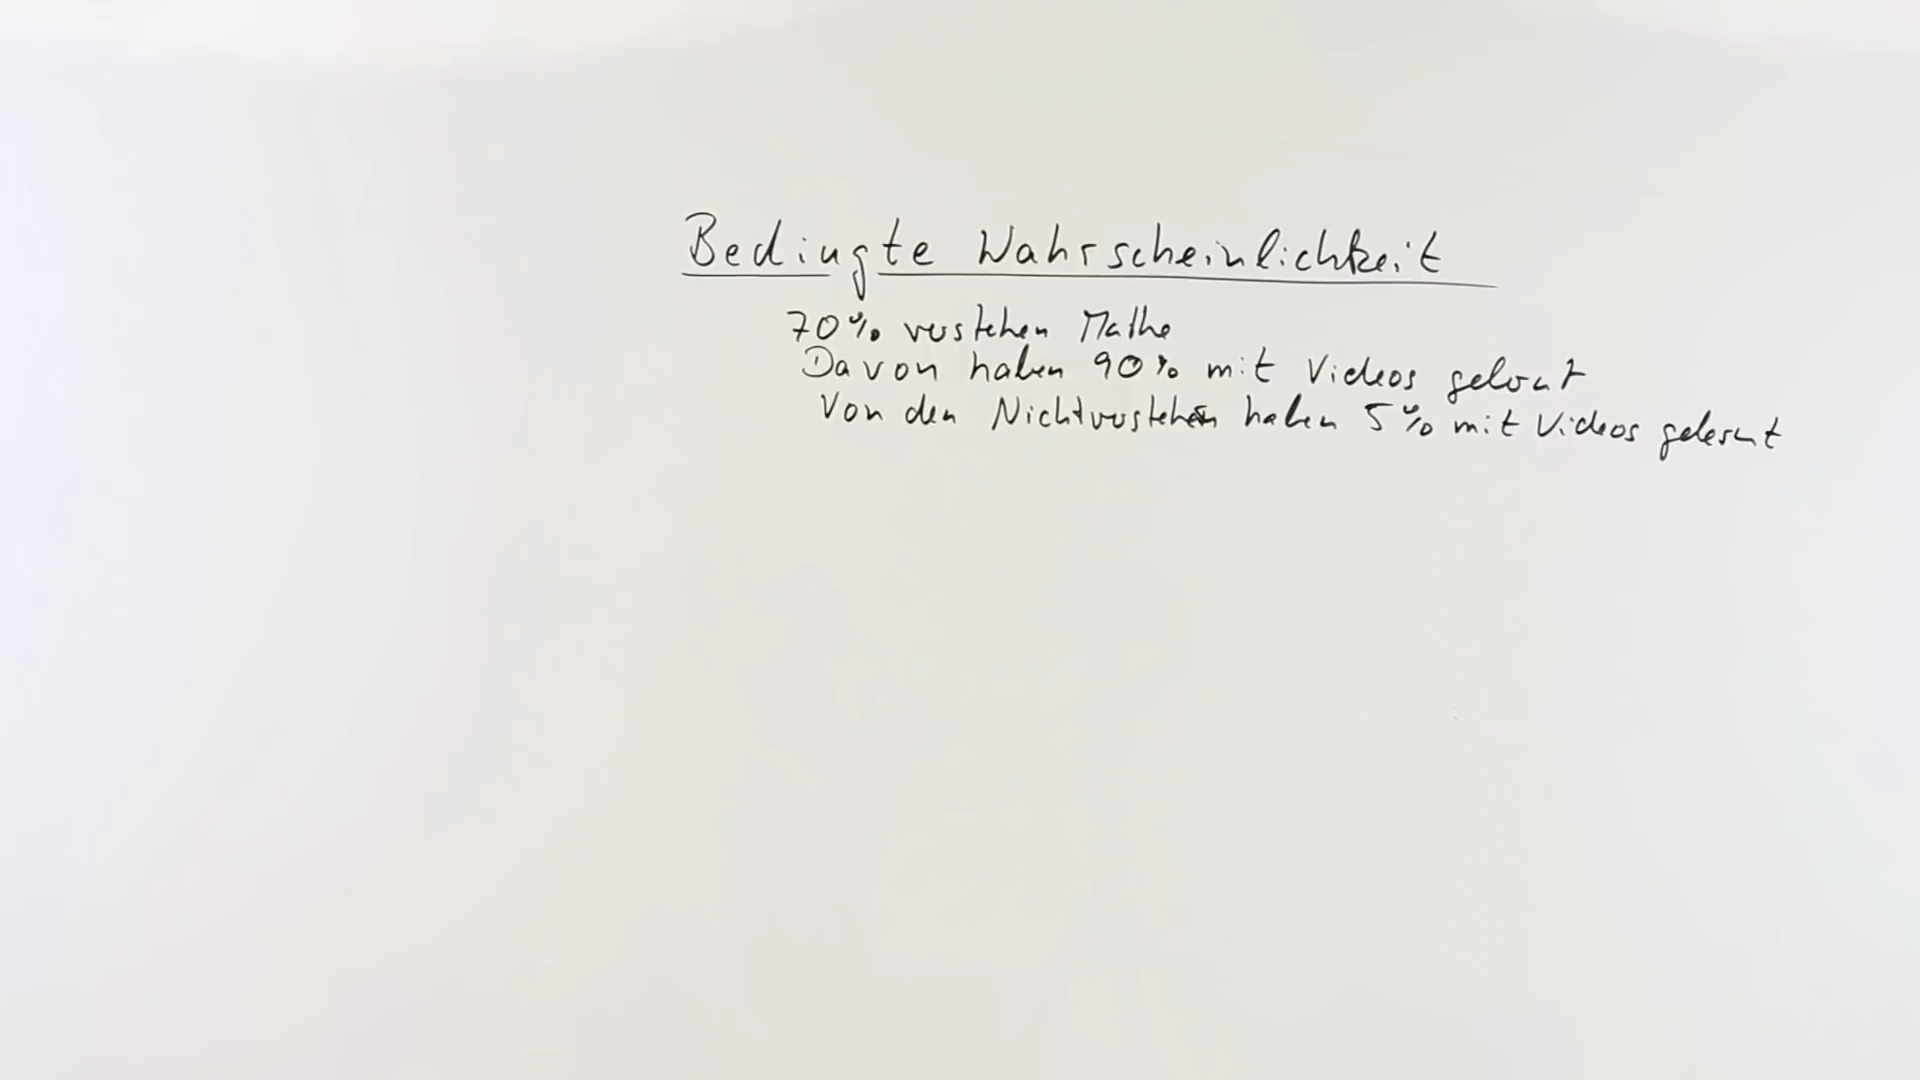 Bedingte Wahrscheinlichkeit
70% verstehen Mathe
Davon haben 90% mit Videos gelernt
Von den Nichtverstehern haben 5% mit Videos gelernt